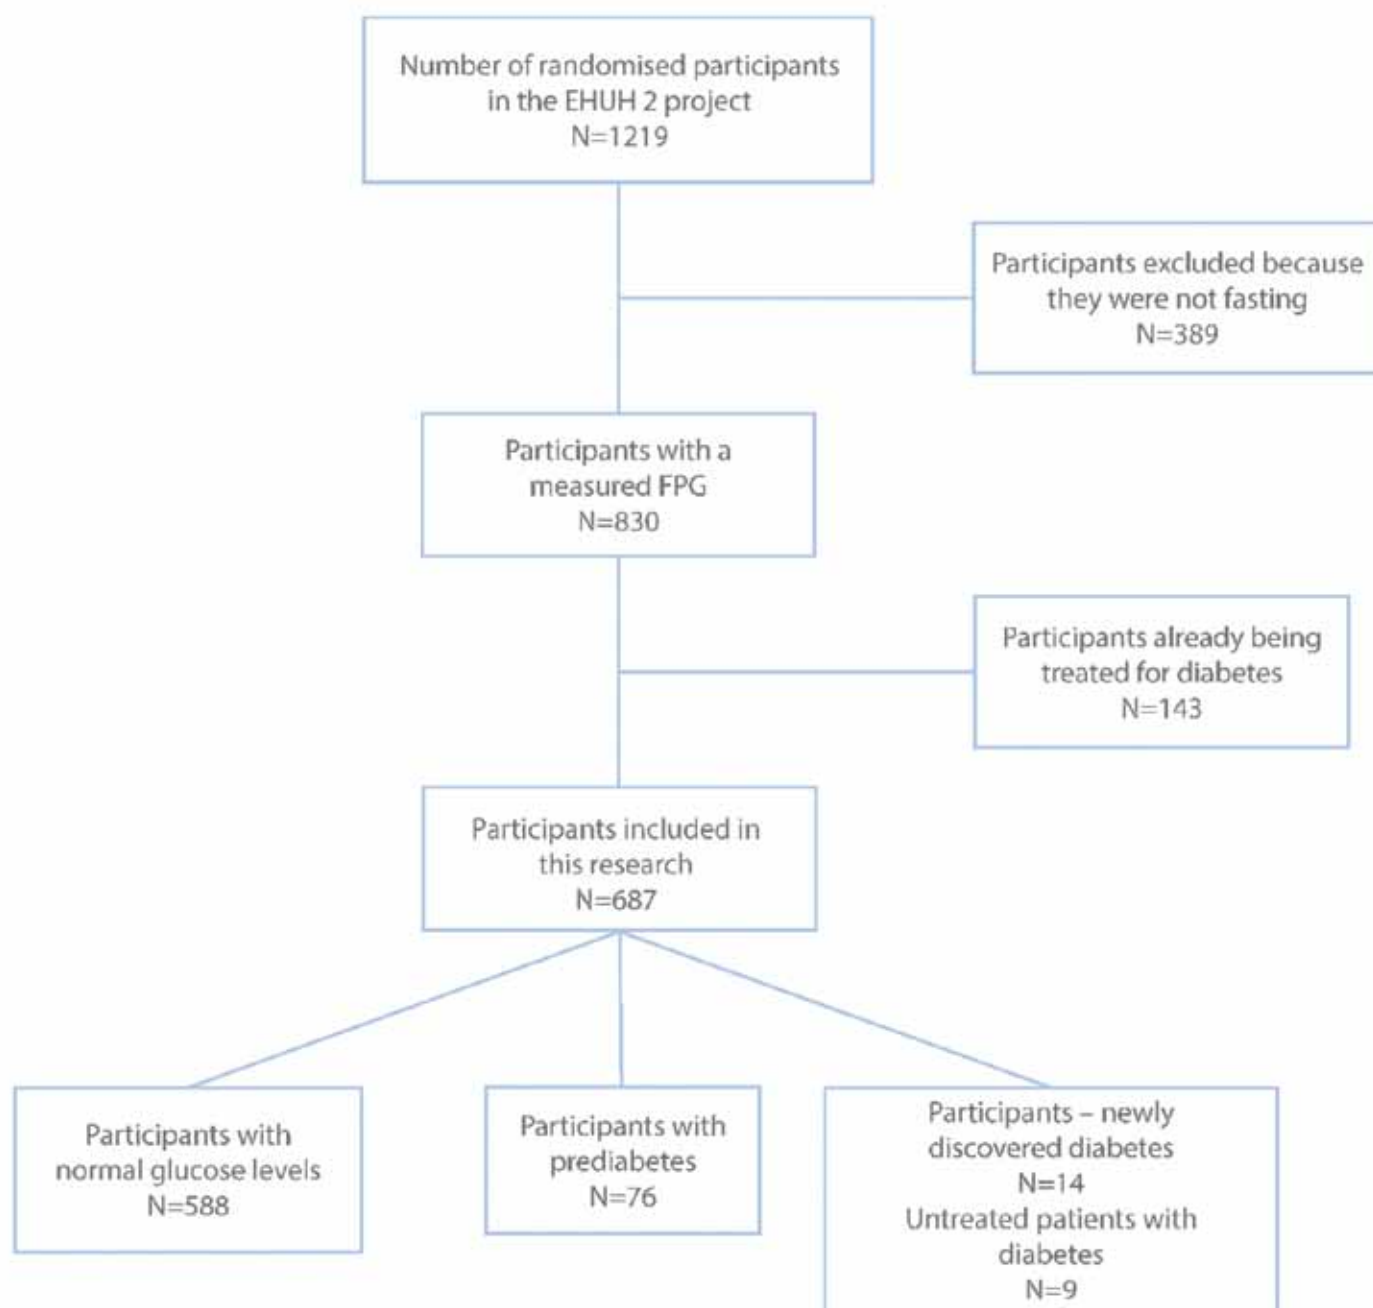 Number of randomised participants
in the EHUH 2 project
N=1219
Participants excluded because
they were not fasting
N=389
Participants with a
measured FPG
N=830
Participants already being
treated for diabetes
N=143
Participants included in
this research
N=687
Participants with
normal glucose levels
N=588
Participants with
prediabetes
N=76
Participants – newly
discovered diabetes
N=14
Untreated patients with
diabetes
N=9